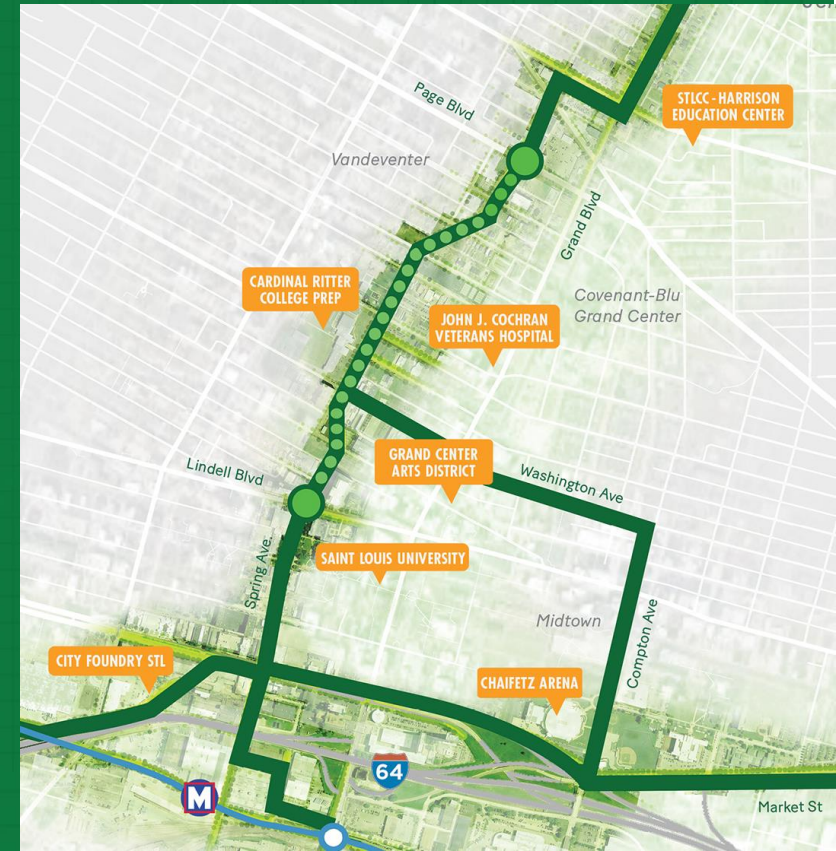 Page Blvd
STLCC - HARRISON
EDUCATION CENTER
Vandeventer
Grand Blvd
CARDINAL RITTER
COLLEGE PREP
Covenant-Blu
Grand Center
JOHN J. COCHRAN
VETERANS HOSPITAL
GRAND CENTER
ARTS DISTRICT
Lindell Blvd
Washington Ave
Spring Ave.
SAINT LOUIS UNIVERSITY
Midtown
Compton Ave
CITY FOUNDRY STL
CHAIFETZ ARENA
64
M
Market St